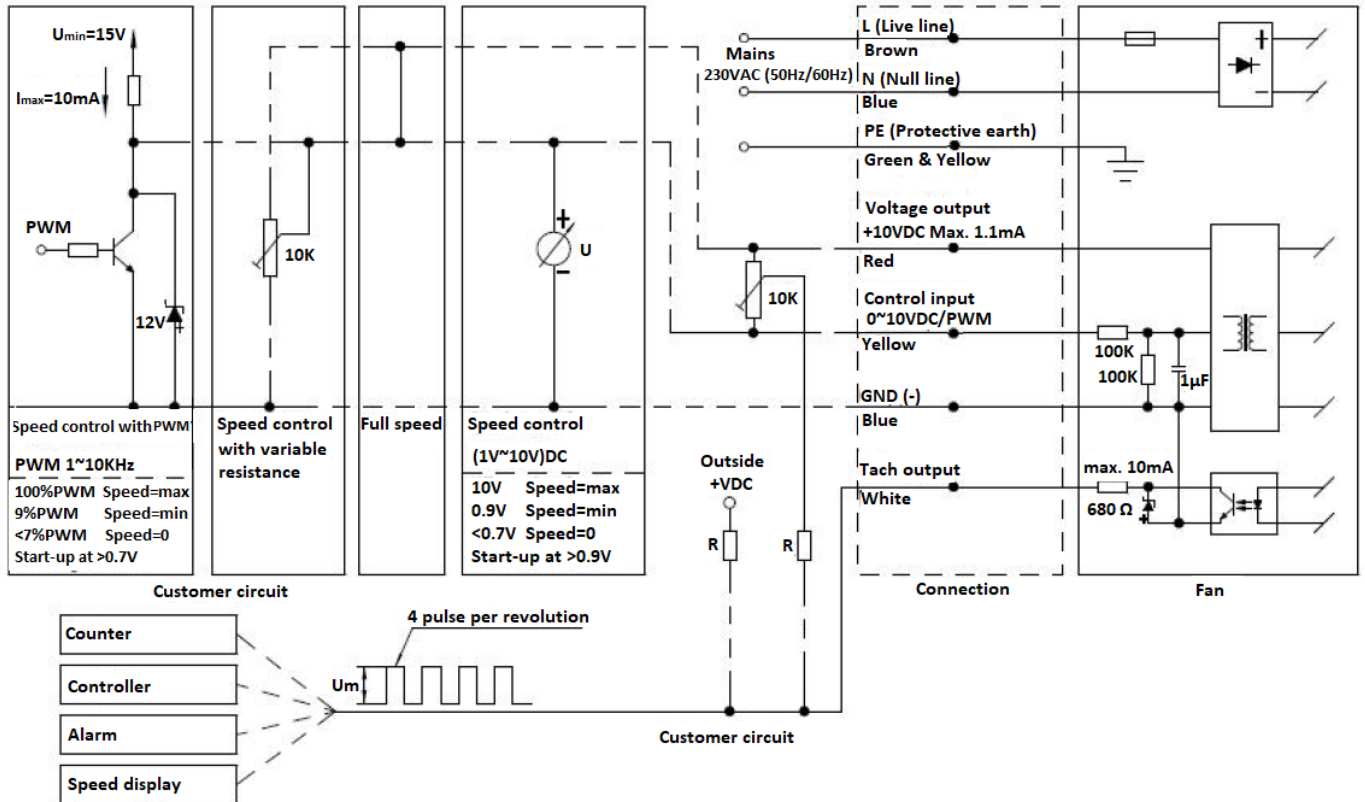 Umin=15V
Imax=10mA
PWM
12V
Speed control with PWM
PWM 1~10KHz
100%PWM Speed=max
9%PWM Speed=min
<7%PWM Speed=0
Start-up at >0.7V
10K
Speed control
with variable
resistance
Full speed
+
U
−
Speed control
(1V~10V)DC
10V Speed=max
0.9V Speed=min
<0.7V Speed=0
Start-up at >0.9V
Customer circuit
Mains
230VAC (50Hz/60Hz)
10K
Outside
+VDC
R
R
L (Live line)
Brown
N (Null line)
Blue
PE (Protective earth)
Green & Yellow
Voltage output
+10VDC Max. 1.1mA
Red
Control input
0~10VDC/PWM
Yellow
GND (-)
Blue
Tach output
White
Connection
+
−
100K
100K
1µF
max. 10mA
680 Ω
+
Fan
Counter
Controller
Alarm
Speed display
4 pulse per revolution
Um
Customer circuit